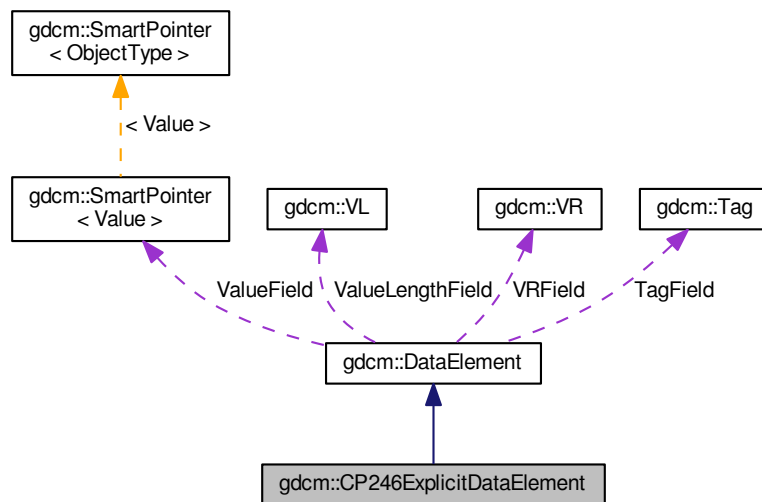 gdcm::SmartPointer
< ObjectType >
< Value >
gdcm::SmartPointer
< Value >
gdcm::VL
gdcm::VR
gdcm::Tag
ValueField
ValueLengthField
VRField
TagField
gdcm::DataElement
gdcm::CP246ExplicitDataElement